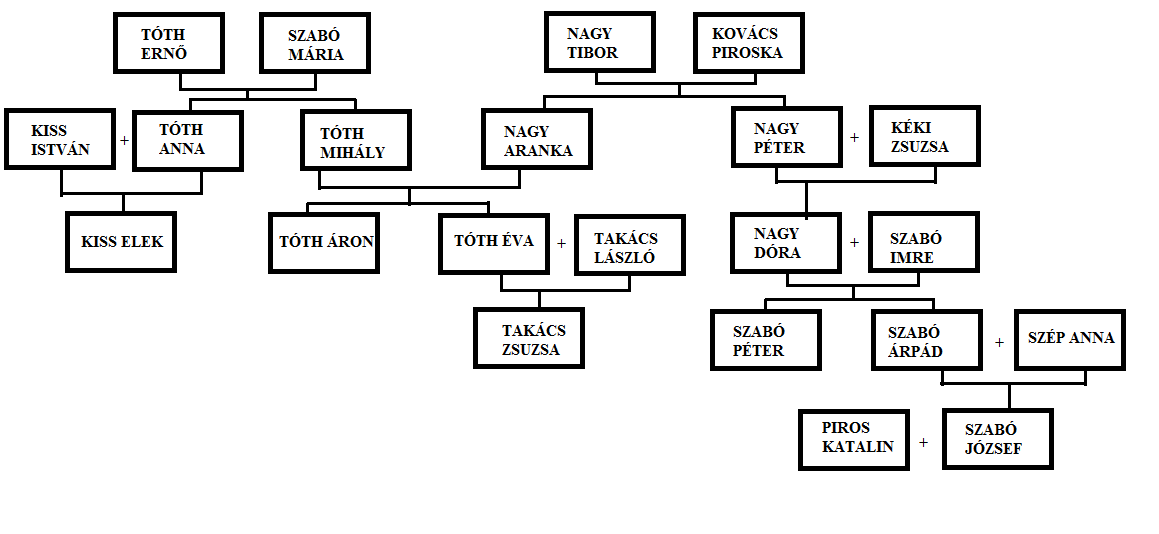 TÓTH
ERNŐ
SZABÓ
MÁRIA
NAGY
TIBOR
KOVÁCS
PIROSKA
KISS
ISTVÁN
+
TÓTH
ANNA
TÓTH
MIHÁLY
NAGY
ARANKA
NAGY
PÉTER
+
KÉKI
ZSUZSA
KISS ELEK
TÓTH ÁRON
TÓTH ÉVA
+
TAKÁCS
LÁSZLÓ
NAGY
DÓRA
+
SZABÓ
IMRE
TAKÁCS
ZSUZSA
SZABÓ
PÉTER
SZABÓ
ÁRPÁD
+
SZÉP ANNA
PIROS
KATALIN
+
SZABÓ
JÓZSEF